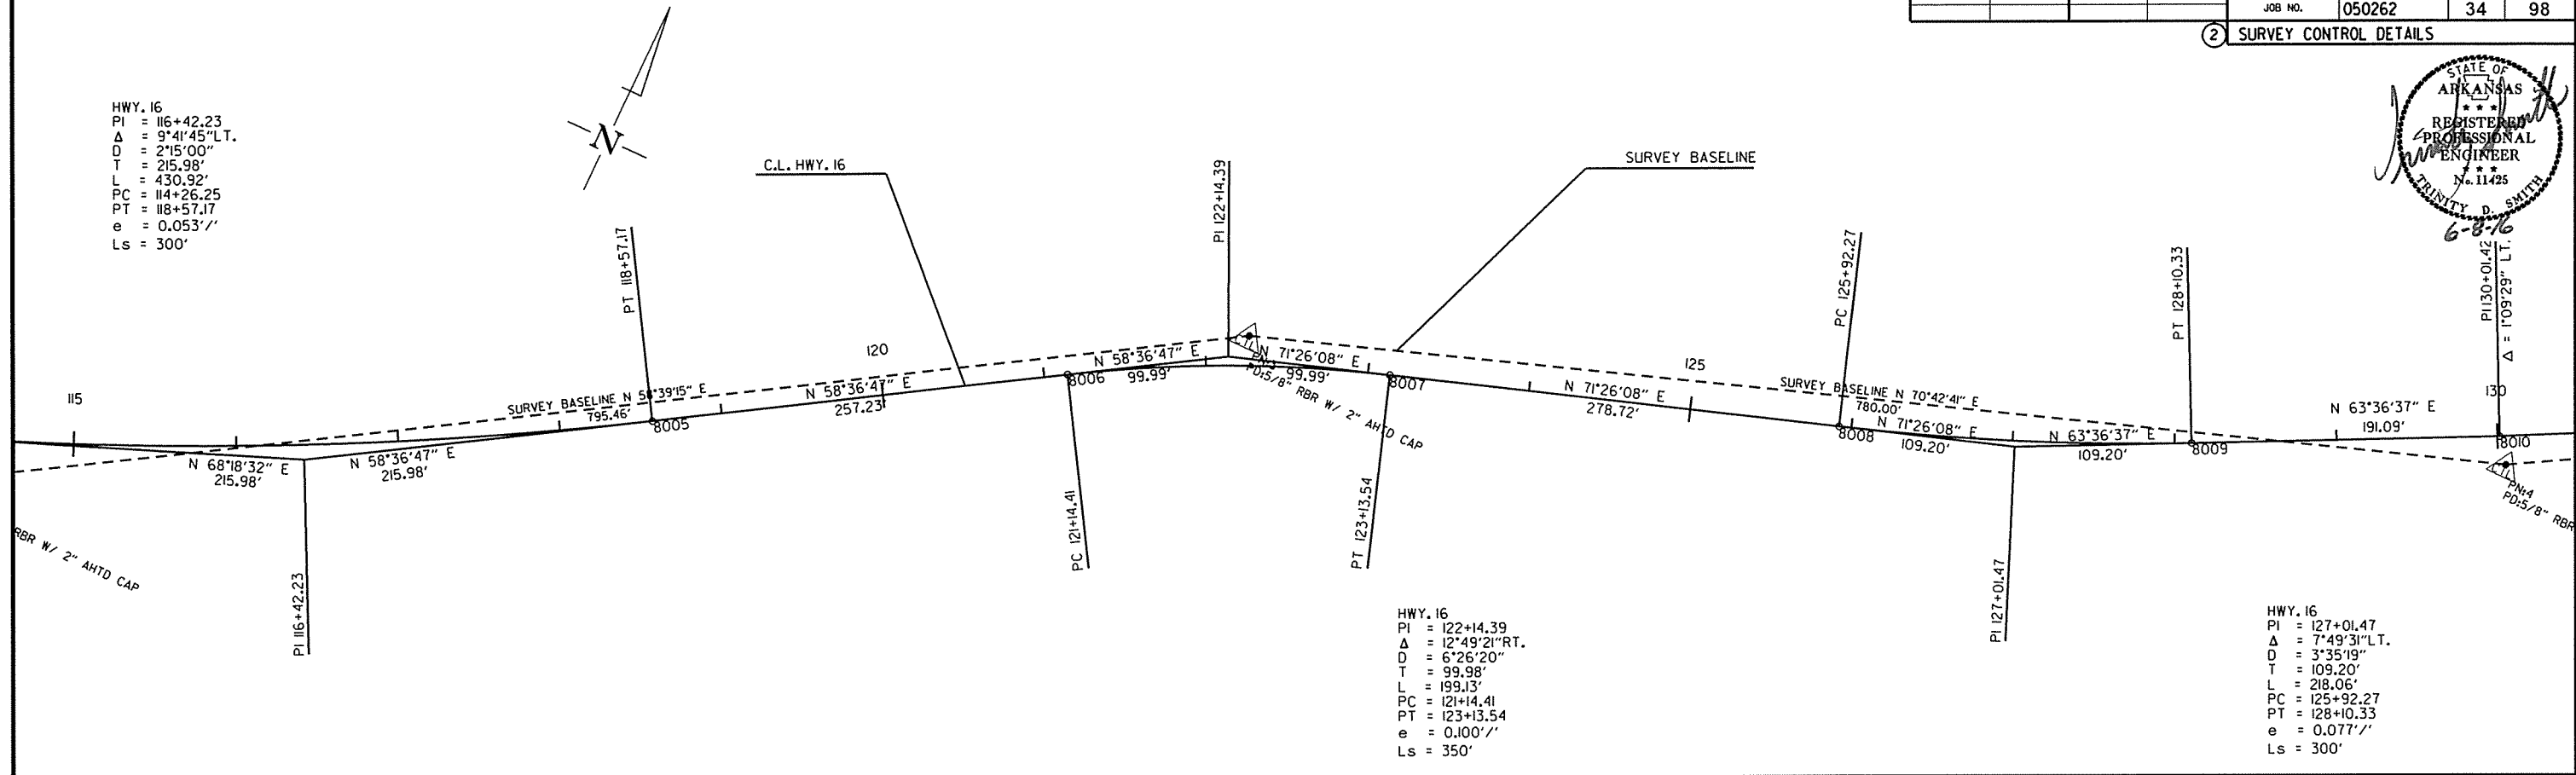 JOB NO. 050262 34 98
2 SURVEY CONTROL DETAILS
STATE OF
ARKANSAS
* * *
REGISTERED
PROFESSIONAL
ENGINEER
* * *
No. 11425
TRINITY D. SMITH
6-8-16
HWY. 16
PI = 116+42.23
Δ = 9°41'45"LT.
D = 2°15'00"
T = 215.98'
L = 430.92'
PC = 114+26.25
PT = 118+57.17
e = 0.053'/'
Ls = 300'
N
C.L. HWY. 16
SURVEY BASELINE
PT 118+57.17
PI 122+14.39
PC 125+92.27
PT 128+10.33
PI 130+01.42
Δ = 1°09'29" LT.
115
120
125
130
SURVEY BASELINE N 58°39'15" E
795.46'
N 68°18'32" E
215.98'
N 58°36'47" E
215.98'
8005
N 58°36'47" E
257.23'
8006
N 58°36'47" E
99.99'
N 71°26'08" E
99.99'
PN:3
PD:5/8" RBR W/ 2" AHTD CAP
8007
N 71°26'08" E
278.72'
SURVEY BASELINE N 70°42'41" E
780.00'
8008
N 71°26'08" E
109.20'
N 63°36'37" E
109.20'
8009
N 63°36'37" E
191.09'
8010
PN:4
PD:5/8" RBR
RBR W/ 2" AHTD CAP
PI 116+42.23
PC 121+14.41
PT 123+13.54
PI 127+01.47
HWY. 16
PI = 122+14.39
Δ = 12°49'21"RT.
D = 6°26'20"
T = 99.98'
L = 199.13'
PC = 121+14.41
PT = 123+13.54
e = 0.100'/'
Ls = 350'
HWY. 16
PI = 127+01.47
Δ = 7°49'31"LT.
D = 3°35'19"
T = 109.20'
L = 218.06'
PC = 125+92.27
PT = 128+10.33
e = 0.077'/'
Ls = 300'